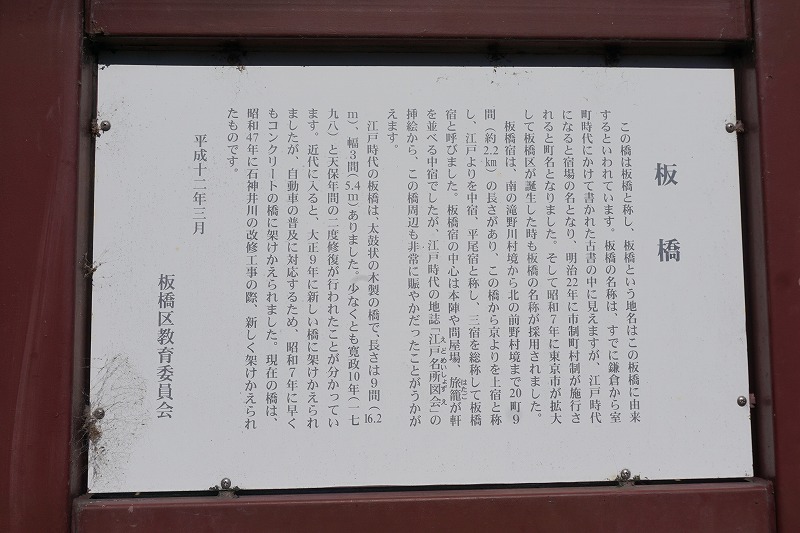 板橋
この橋は板橋と称し、板橋という地名はこの板橋に由来
するといわれています。板橋の名称は、すでに鎌倉から室
町時代にかけて書かれた古書の中に見えますが、江戸時代
になると宿場の名となり、明治22年に市制町村制が施行さ
れると町名となりました。そして昭和7年に東京市が拡大
して板橋区が誕生した時も板橋の名称が採用されました。
板橋宿は、南の滝野川村境から北の前野村境まで20町9
間(約2.2㎞)の長さがあり、この橋から京よりを上宿と称
し、江戸よりを中宿、平尾宿と称し、三宿を総称して板橋
宿と呼びました。板橋宿の中心は本陣や問屋場、旅籠が軒
はたご
を並べる中宿でしたが、江戸時代の地誌「江戸名所図会」の
えどめいしょずえ
挿絵から、この橋周辺も非常に賑やかだったことがうかが
えます。
江戸時代の板橋は、太鼓状の木製の橋で、長さは9間(16.2
m)、幅3間(5.4m)ありました。少なくとも寛政10年(一七
九八)と天保年間の二度修復が行われたことが分かってい
ます。近代に入ると、大正9年に新しい橋に架けかえられ
ましたが、自動車の普及に対応するため、昭和7年に早く
もコンクリートの橋に架けかえられました。現在の橋は、
昭和47年に石神井川の改修工事の際、新しく架けかえられ
たものです。
平成十二年三月
板橋区教育委員会